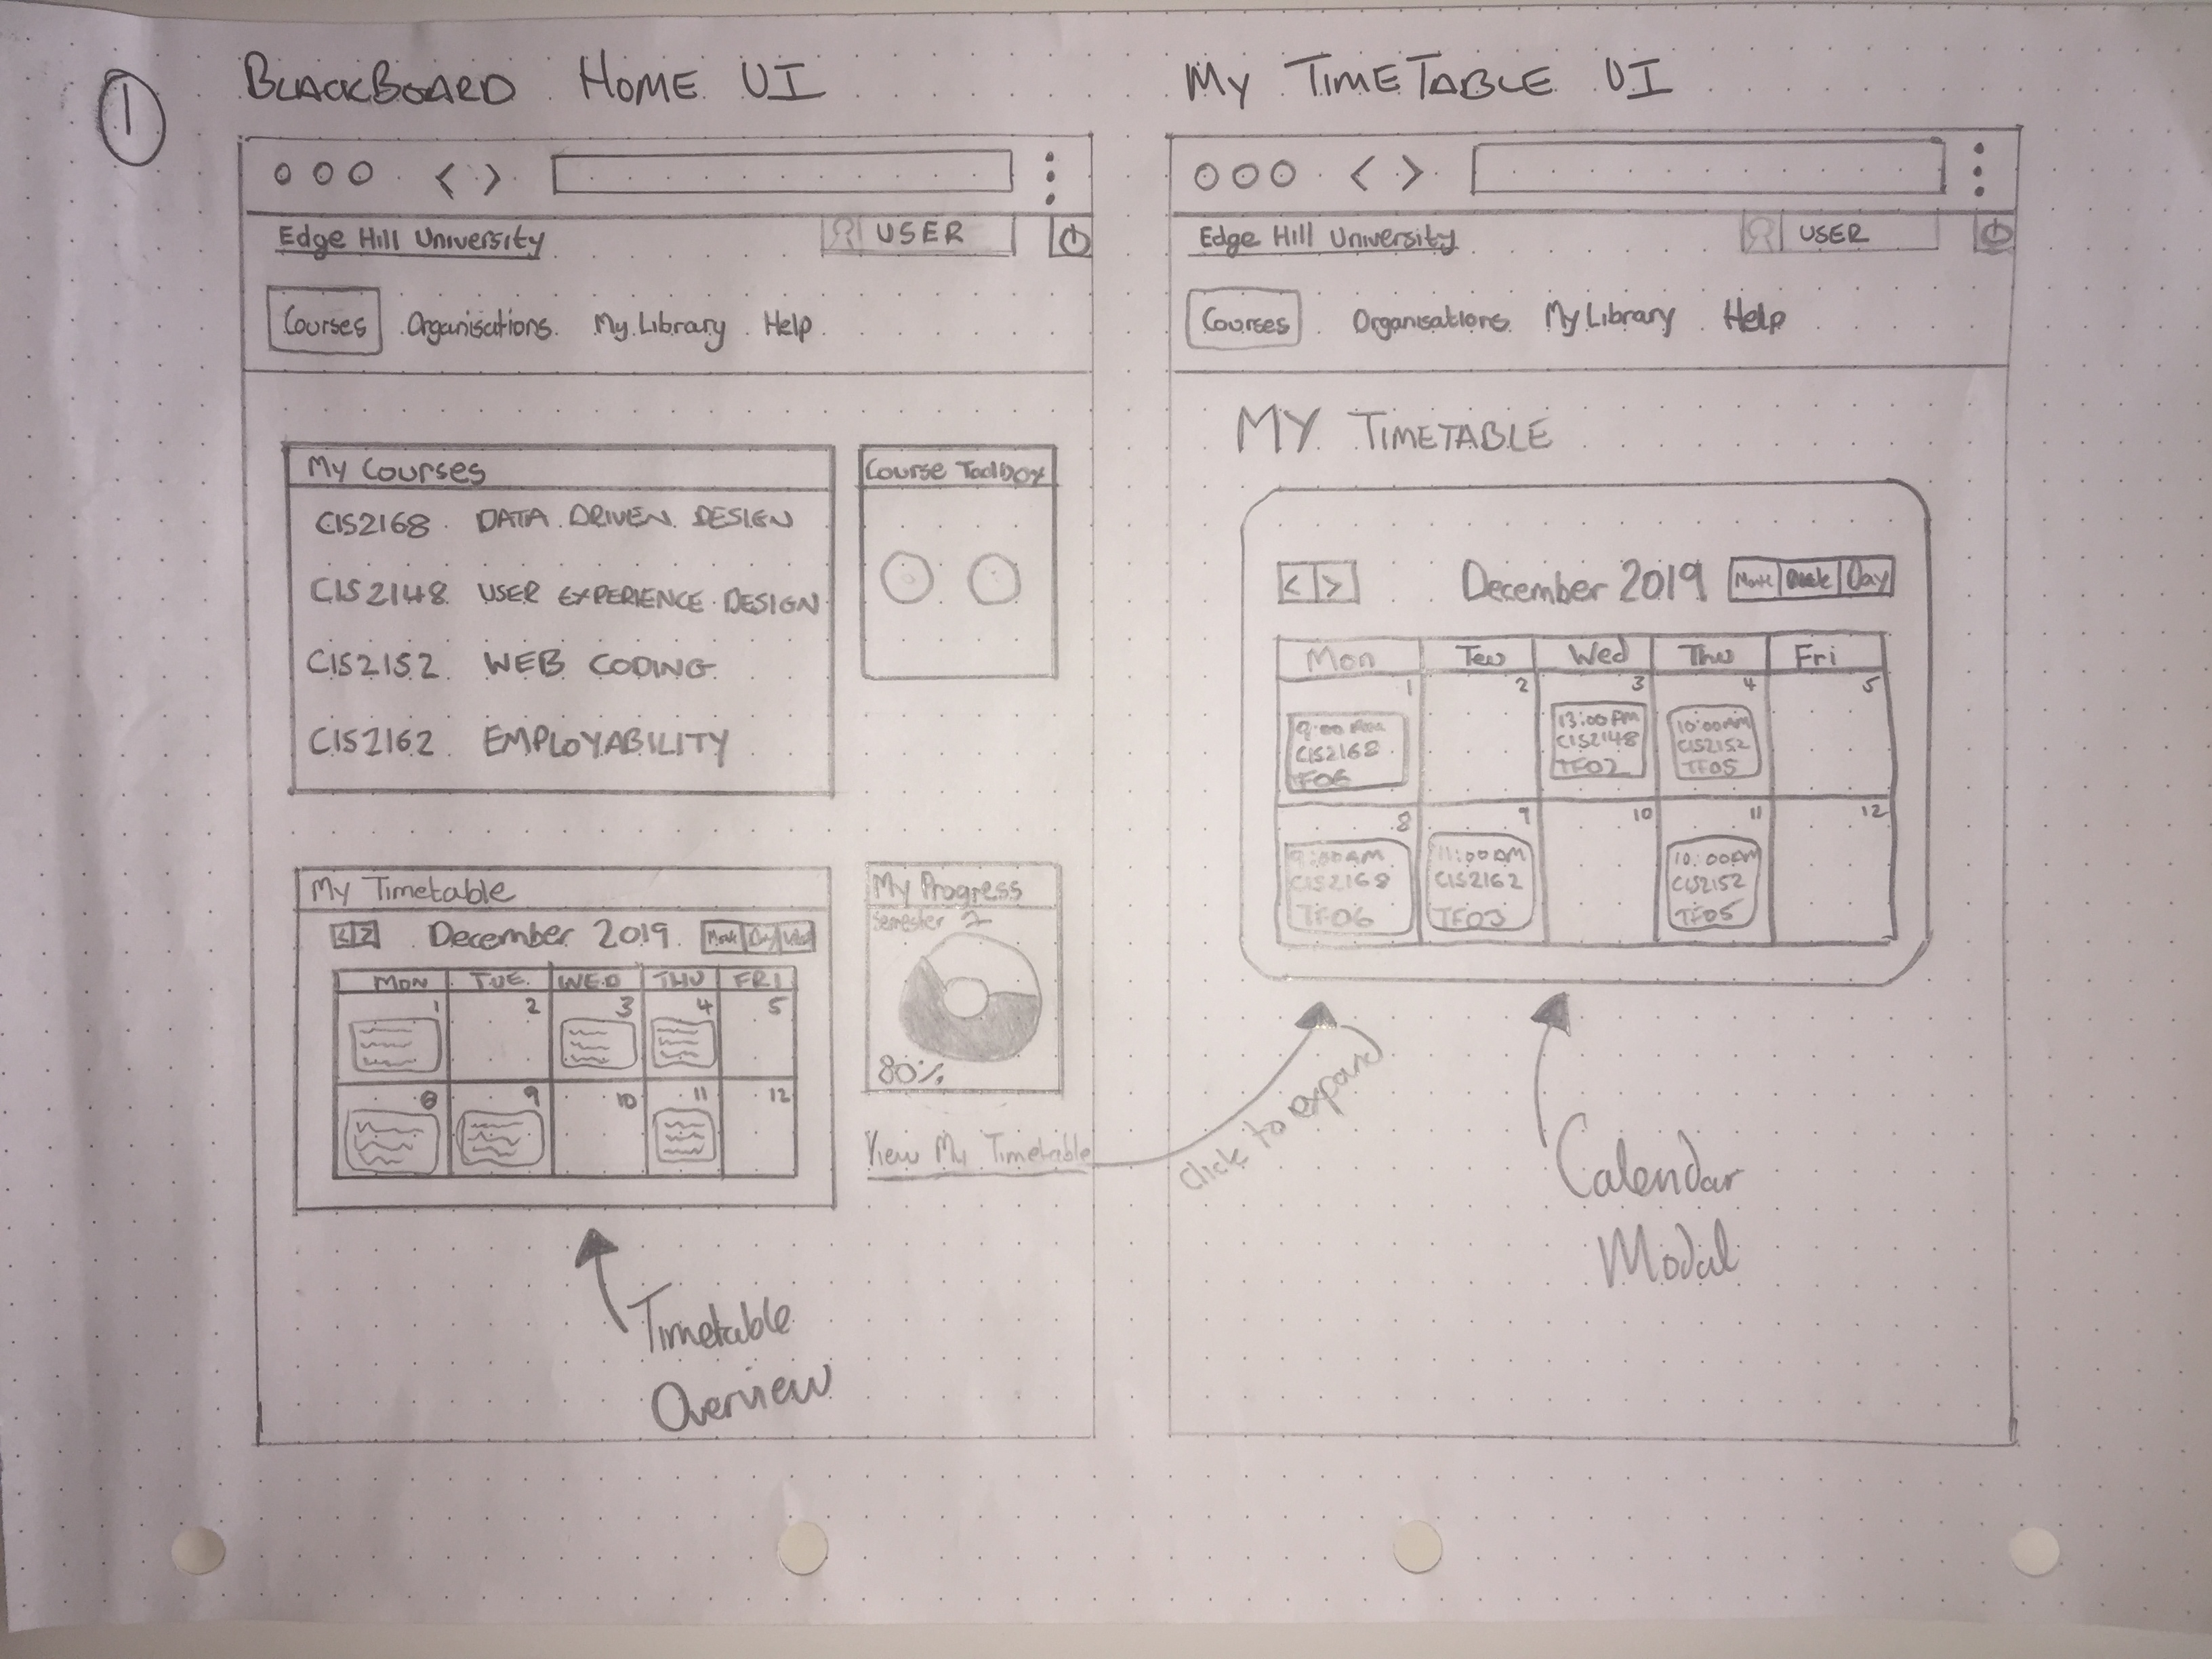 1
BLACKBOARD HOME UI
Edge Hill University
USER
Courses Organisations My Library Help
My Courses
CIS2168 DATA DRIVEN DESIGN
CIS2148 USER EXPERIENCE DESIGN
CIS2152 WEB CODING
CIS2162 EMPLOYABILITY
Course Toolbox
My Timetable
< > December 2019 Day
MON TUE WED THU FRI
1 2 3 4 5
8 9 10 11 12
My Progress
Semester 2
80%
View My Timetable
Timetable
Overview
click to expand
MY TIMETABLE UI
Edge Hill University
USER
Courses Organisations My Library Help
MY TIMETABLE
< > December 2019 Day
Mon Teu Wed Thu Fri
1 2 3 4 5
9:00 AM
CIS2168
TF06
13:00 PM
CIS2148
TF02
10:00AM
CIS2152
TF05
8 9 10 11 12
9:00AM
CIS2168
TF06
11:00AM
CIS2162
TF03
10:00AM
CIS2152
TF05
Calendar
Modal